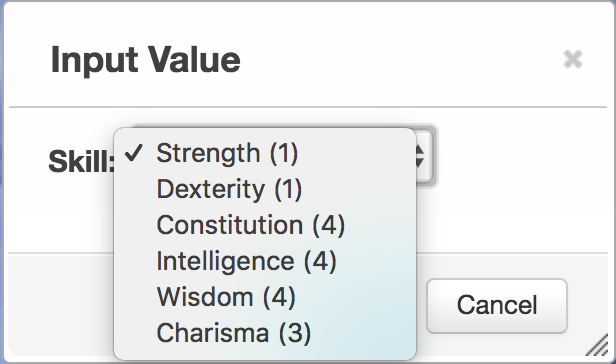 Input Value
Skill:
✓ Strength (1)
Dexterity (1)
Constitution (4)
Intelligence (4)
Wisdom (4)
Charisma (3)
Cancel